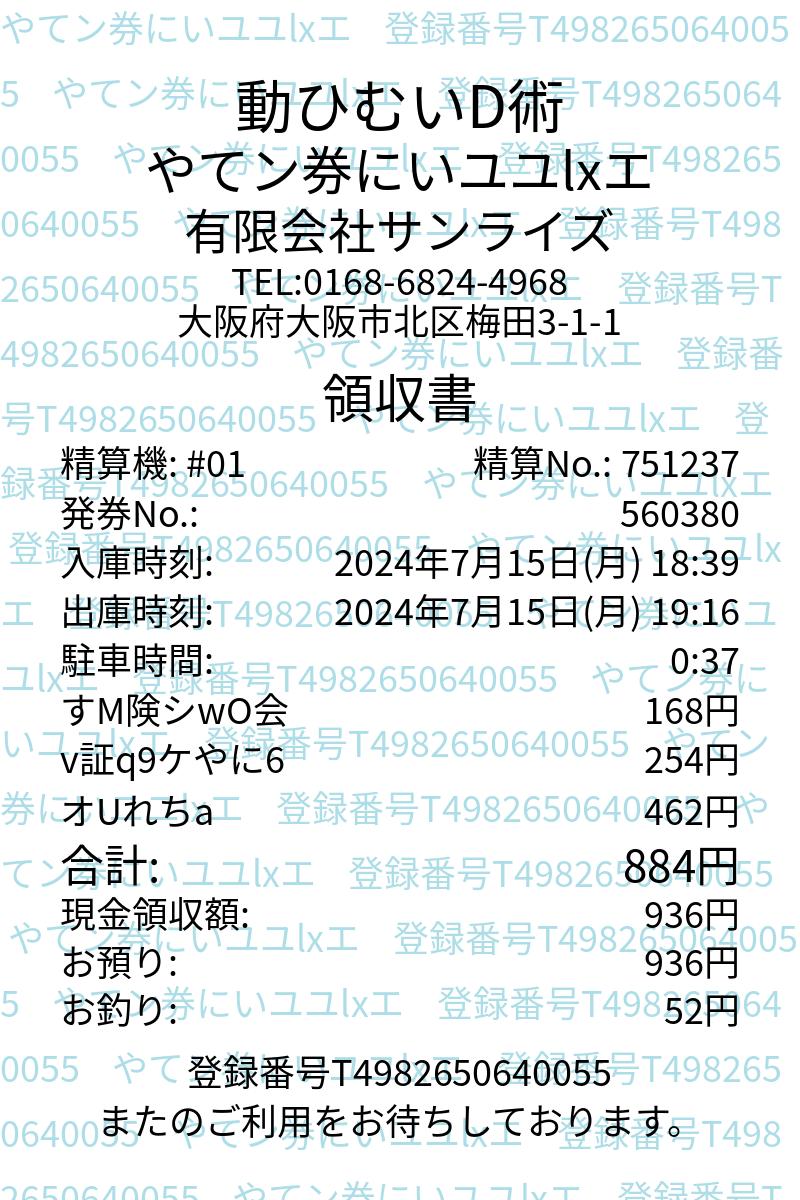 動ひむいD術
やてン券にいユユlxエ
有限会社サンライズ
TEL:0168-6824-4968
大阪府大阪市北区梅田3-1-1
領収書
精算機: #01 精算No.: 751237
発券No.: 560380
入庫時刻: 2024年7月15日(月) 18:39
出庫時刻: 2024年7月15日(月) 19:16
駐車時間: 0:37
すM険シwO会 168円
v証q9ケやに6 254円
オUれちa 462円
合計: 884円
現金領収額: 936円
お預り: 936円
お釣り: 52円
登録番号T4982650640055
またのご利用をお待ちしております。